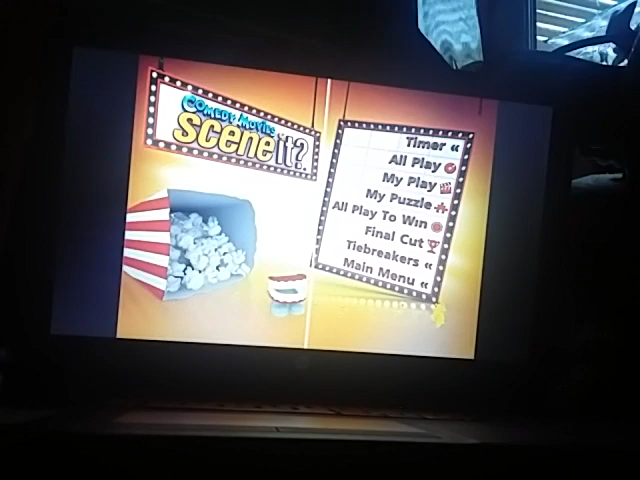 Comedy Movies
Scene it?
Timer «
All Play
My Play
My Puzzle
All Play To Win
Final Cut
Tiebreakers «
Main Menu «